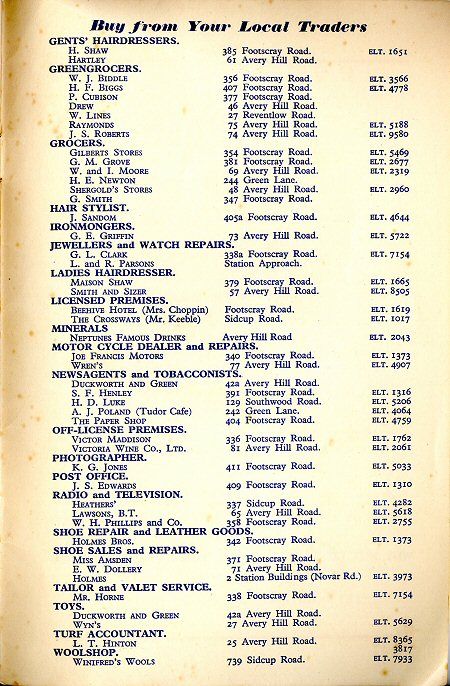 Buy from Your Local Traders
GENTS' HAIRDRESSERS.
H. Shaw 385 Footscray Road. ELT. 1651
Hartley 61 Avery Hill Road.
GREENGROCERS.
W. J. Biddle 356 Footscray Road. ELT. 3566
H. F. Biggs 407 Footscray Road. ELT. 4778
P. Cubison 377 Footscray Road.
Drew 46 Avery Hill Road.
W. Lines 27 Reventlow Road.
Raymonds 75 Avery Hill Road. ELT. 5188
J. S. Roberts 74 Avery Hill Road. ELT. 9580
GROCERS.
Gilberts Stores 354 Footscray Road. ELT. 5469
G. M. Grove 381 Footscray Road. ELT. 2677
W. and I. Moore 69 Avery Hill Road. ELT. 2319
H. E. Newton 244 Green Lane.
Shergold's Stores 48 Avery Hill Road. ELT. 2960
G. Smith 347 Footscray Road.
HAIR STYLIST.
J. Sandom 405a Footscray Road. ELT. 4644
IRONMONGERS.
G. E. Griffin 73 Avery Hill Road. ELT. 5722
JEWELLERS and WATCH REPAIRS.
G. L. Clark 338a Footscray Road. ELT. 7154
L. and R. Parsons Station Approach.
LADIES HAIRDRESSER.
Maison Shaw 379 Footscray Road. ELT. 1665
Smith and Sizer 57 Avery Hill Road. ELT. 8505
LICENSED PREMISES.
Beehive Hotel (Mrs. Choppin) Footscray Road. ELT. 1619
The Crossways (Mr. Keeble) Sidcup Road. ELT. 1017
MINERALS
Neptunes Famous Drinks Avery Hill Road ELT. 2043
MOTOR CYCLE DEALER and REPAIRS.
Joe Francis Motors 340 Footscray Road. ELT. 1373
Wren's 77 Avery Hill Road. ELT. 4907
NEWSAGENTS and TOBACCONISTS.
Duckworth and Green 42a Avery Hill Road.
S. F. Henley 391 Footscray Road. ELT. 1316
H. D. Luke 129 Southwood Road. ELT. 5206
A. J. Poland (Tudor Cafe) 242 Green Lane. ELT. 4064
The Paper Shop 404 Footscray Road. ELT. 4759
OFF-LICENSE PREMISES.
Victor Maddison 336 Footscray Road. ELT. 1762
Victoria Wine Co., Ltd. 81 Avery Hill Road. ELT. 2061
PHOTOGRAPHER.
K. G. Jones 411 Footscray Road. ELT. 5033
POST OFFICE.
J. S. Edwards 409 Footscray Road. ELT. 1310
RADIO and TELEVISION.
Heathers' 337 Sidcup Road. ELT. 4282
Lawsons, B.T. 65 Avery Hill Road. ELT. 5618
W. H. Phillips and Co. 358 Footscray Road. ELT. 2755
SHOE REPAIR and LEATHER GOODS.
Holmes Bros. 342 Footscray Road. ELT. 1373
SHOE SALES and REPAIRS.
Miss Amsden 371 Footscray Road.
E. W. Dollery 71 Avery Hill Road.
Holmes 2 Station Buildings (Novar Rd.) ELT. 3973
TAILOR and VALET SERVICE.
Mr. Horne 338 Footscray Road. ELT. 7154
TOYS.
Duckworth and Green 42a Avery Hill Road.
Wyn's 27 Avery Hill Road. ELT. 5629
TURF ACCOUNTANT.
L. T. Hinton 25 Avery Hill Road. ELT. 8365
3817
WOOLSHOP.
Winifred's Wools 739 Sidcup Road. ELT. 7933